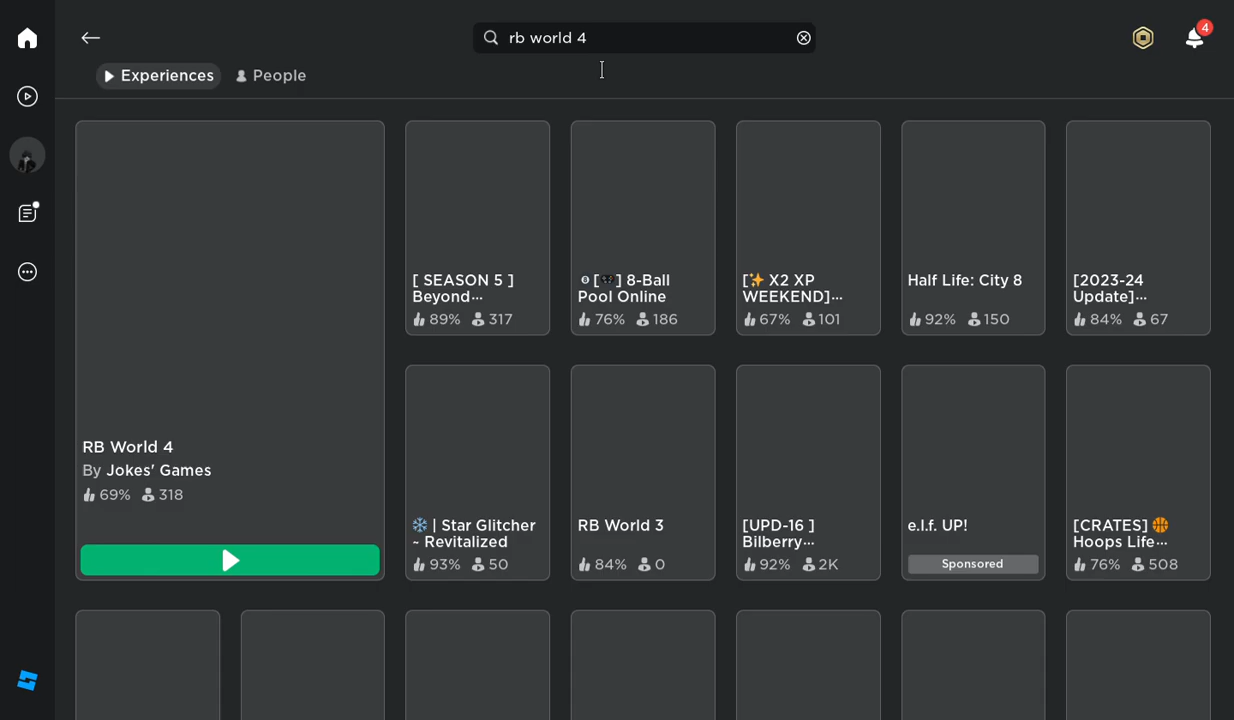 rb world 4
4
Experiences
People
RB World 4
By Jokes' Games
69% 318
[ SEASON 5 ]
Beyond...
89% 317
[🎮] 8-Ball
Pool Online
76% 186
[✨ X2 XP
WEEKEND]...
67% 101
Half Life: City 8
92% 150
[2023-24
Update]...
84% 67
❄️ | Star Glitcher
~ Revitalized
93% 50
RB World 3
84% 0
[UPD-16 ]
Bilberry...
92% 2K
e.l.f. UP!
Sponsored
[CRATES] 🏀
Hoops Life...
76% 508